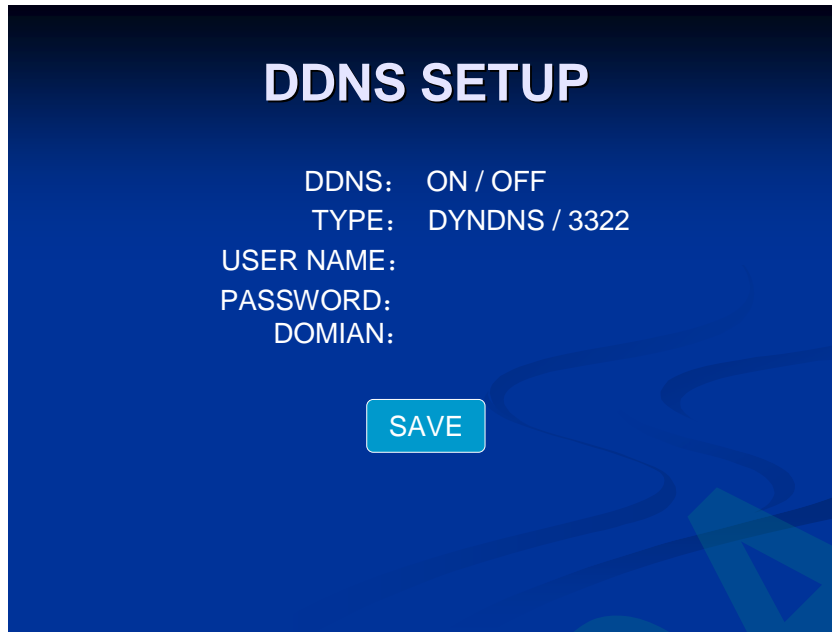 DDNS SETUP
DDNS： ON / OFF
TYPE： DYNDNS / 3322
USER NAME：
PASSWORD：
DOMIAN：
SAVE